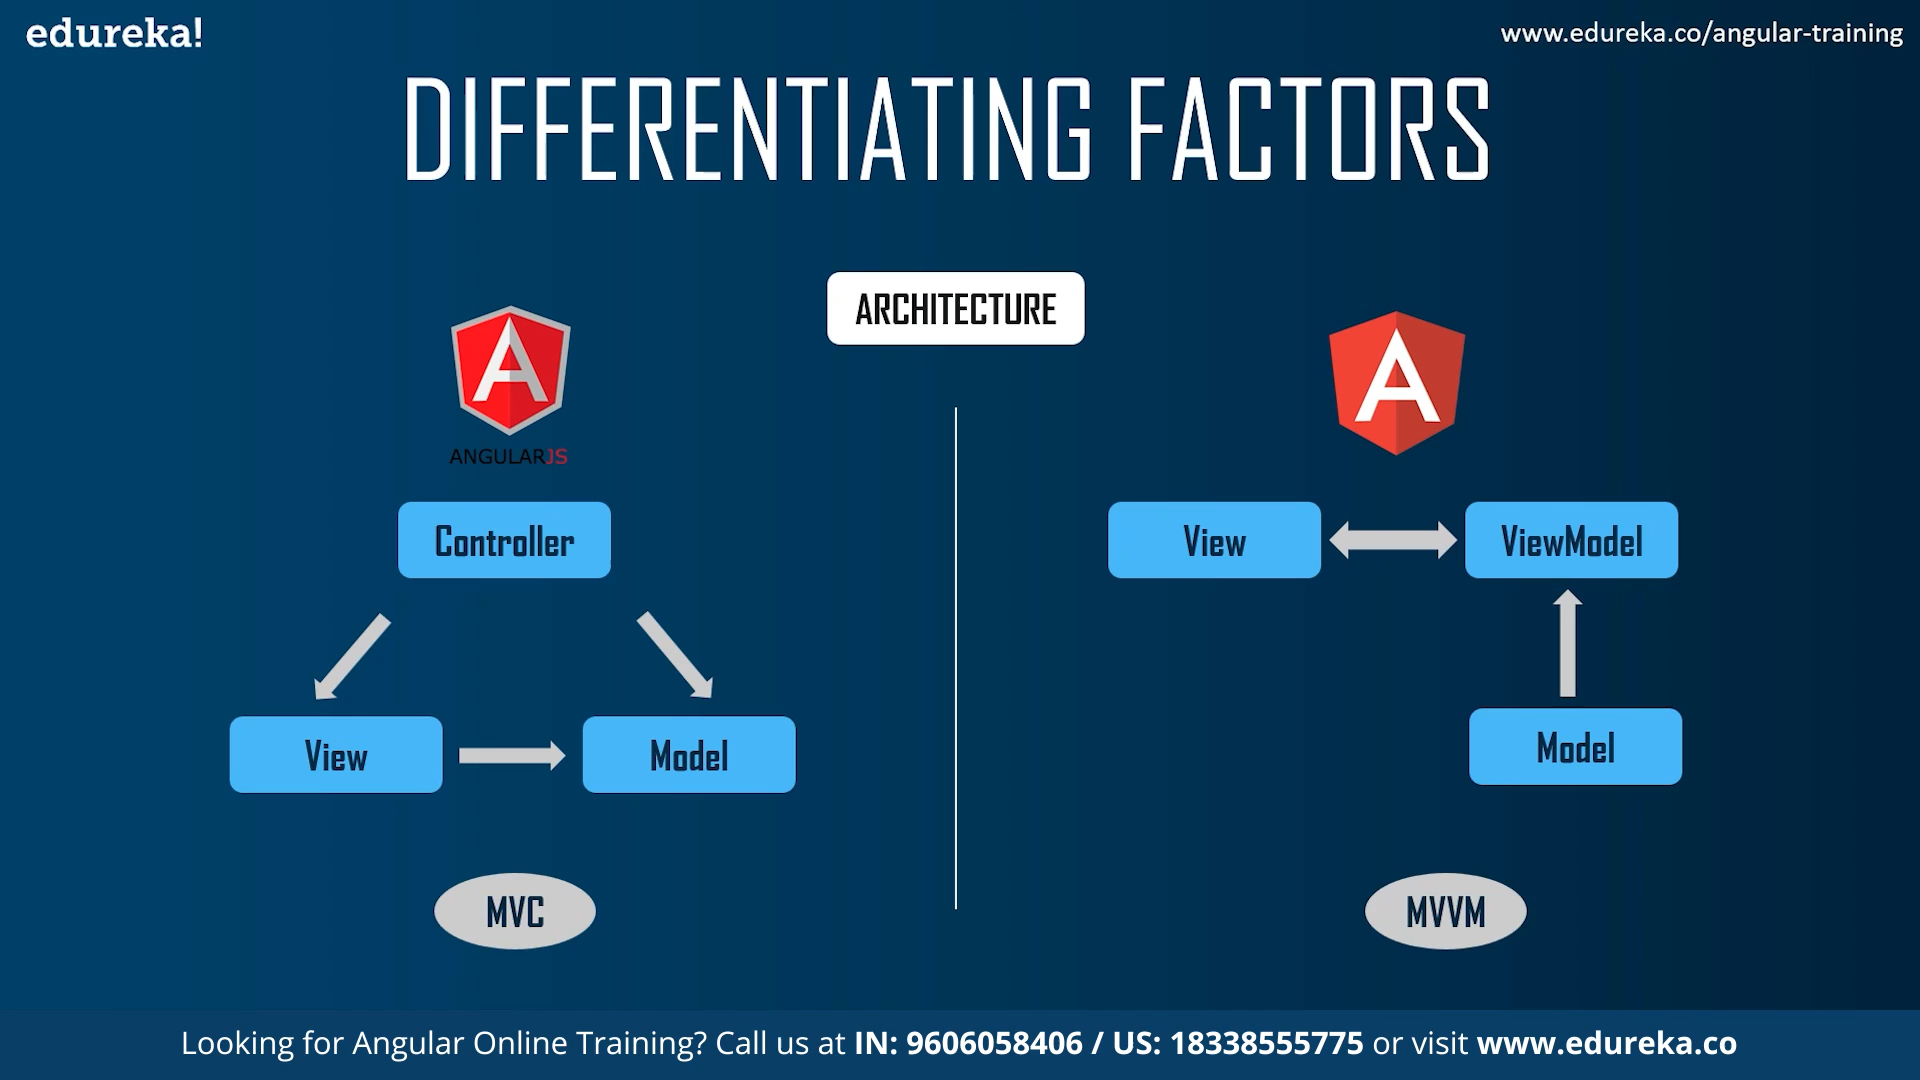 edureka!
www.edureka.co/angular-training
DIFFERENTIATING FACTORS
ARCHITECTURE
A
ANGULARJS
Controller
View
Model
MVC
A
View
ViewModel
Model
MVVM
Looking for Angular Online Training? Call us at IN: 9606058406 / US: 18338555775 or visit www.edureka.co